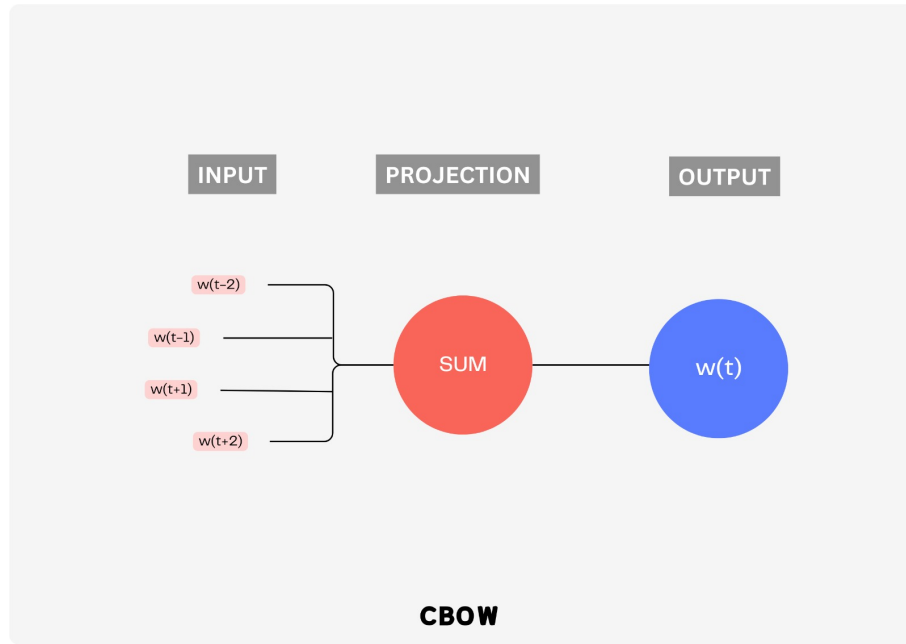 INPUT
PROJECTION
OUTPUT
w(t-2)
w(t-1)
w(t+1)
w(t+2)
SUM
w(t)
CBOW